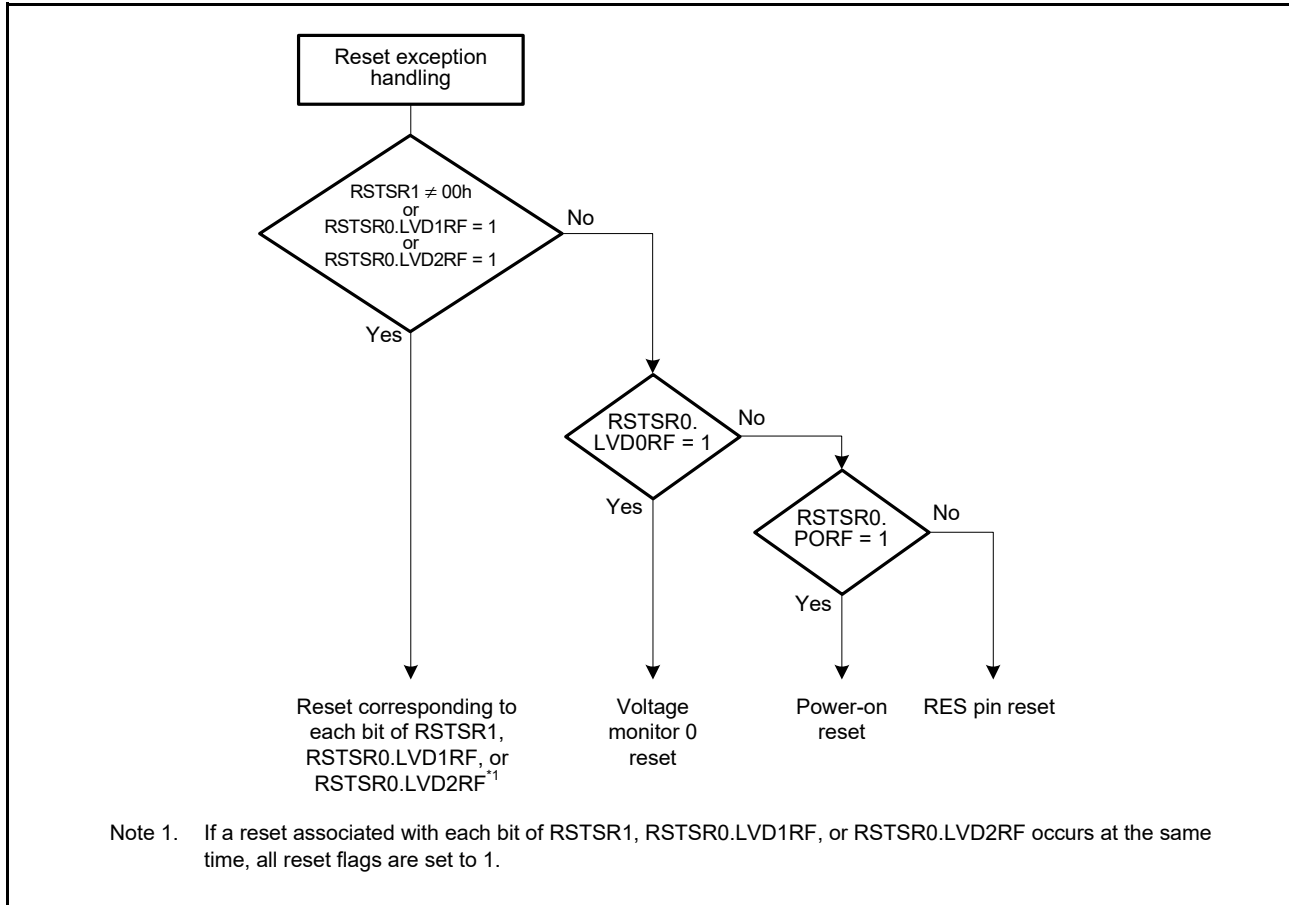 Reset exception
handling
RSTSR1 ≠ 00h
or
RSTSR0.LVD1RF = 1
or
RSTSR0.LVD2RF = 1
No
Yes
RSTSR0.
LVD0RF = 1
No
Yes
RSTSR0.
PORF = 1
No
Yes
Reset corresponding to
each bit of RSTSR1,
RSTSR0.LVD1RF, or
RSTSR0.LVD2RF*1
Voltage
monitor 0
reset
Power-on
reset
RES pin reset
Note 1. If a reset associated with each bit of RSTSR1, RSTSR0.LVD1RF, or RSTSR0.LVD2RF occurs at the same
time, all reset flags are set to 1.